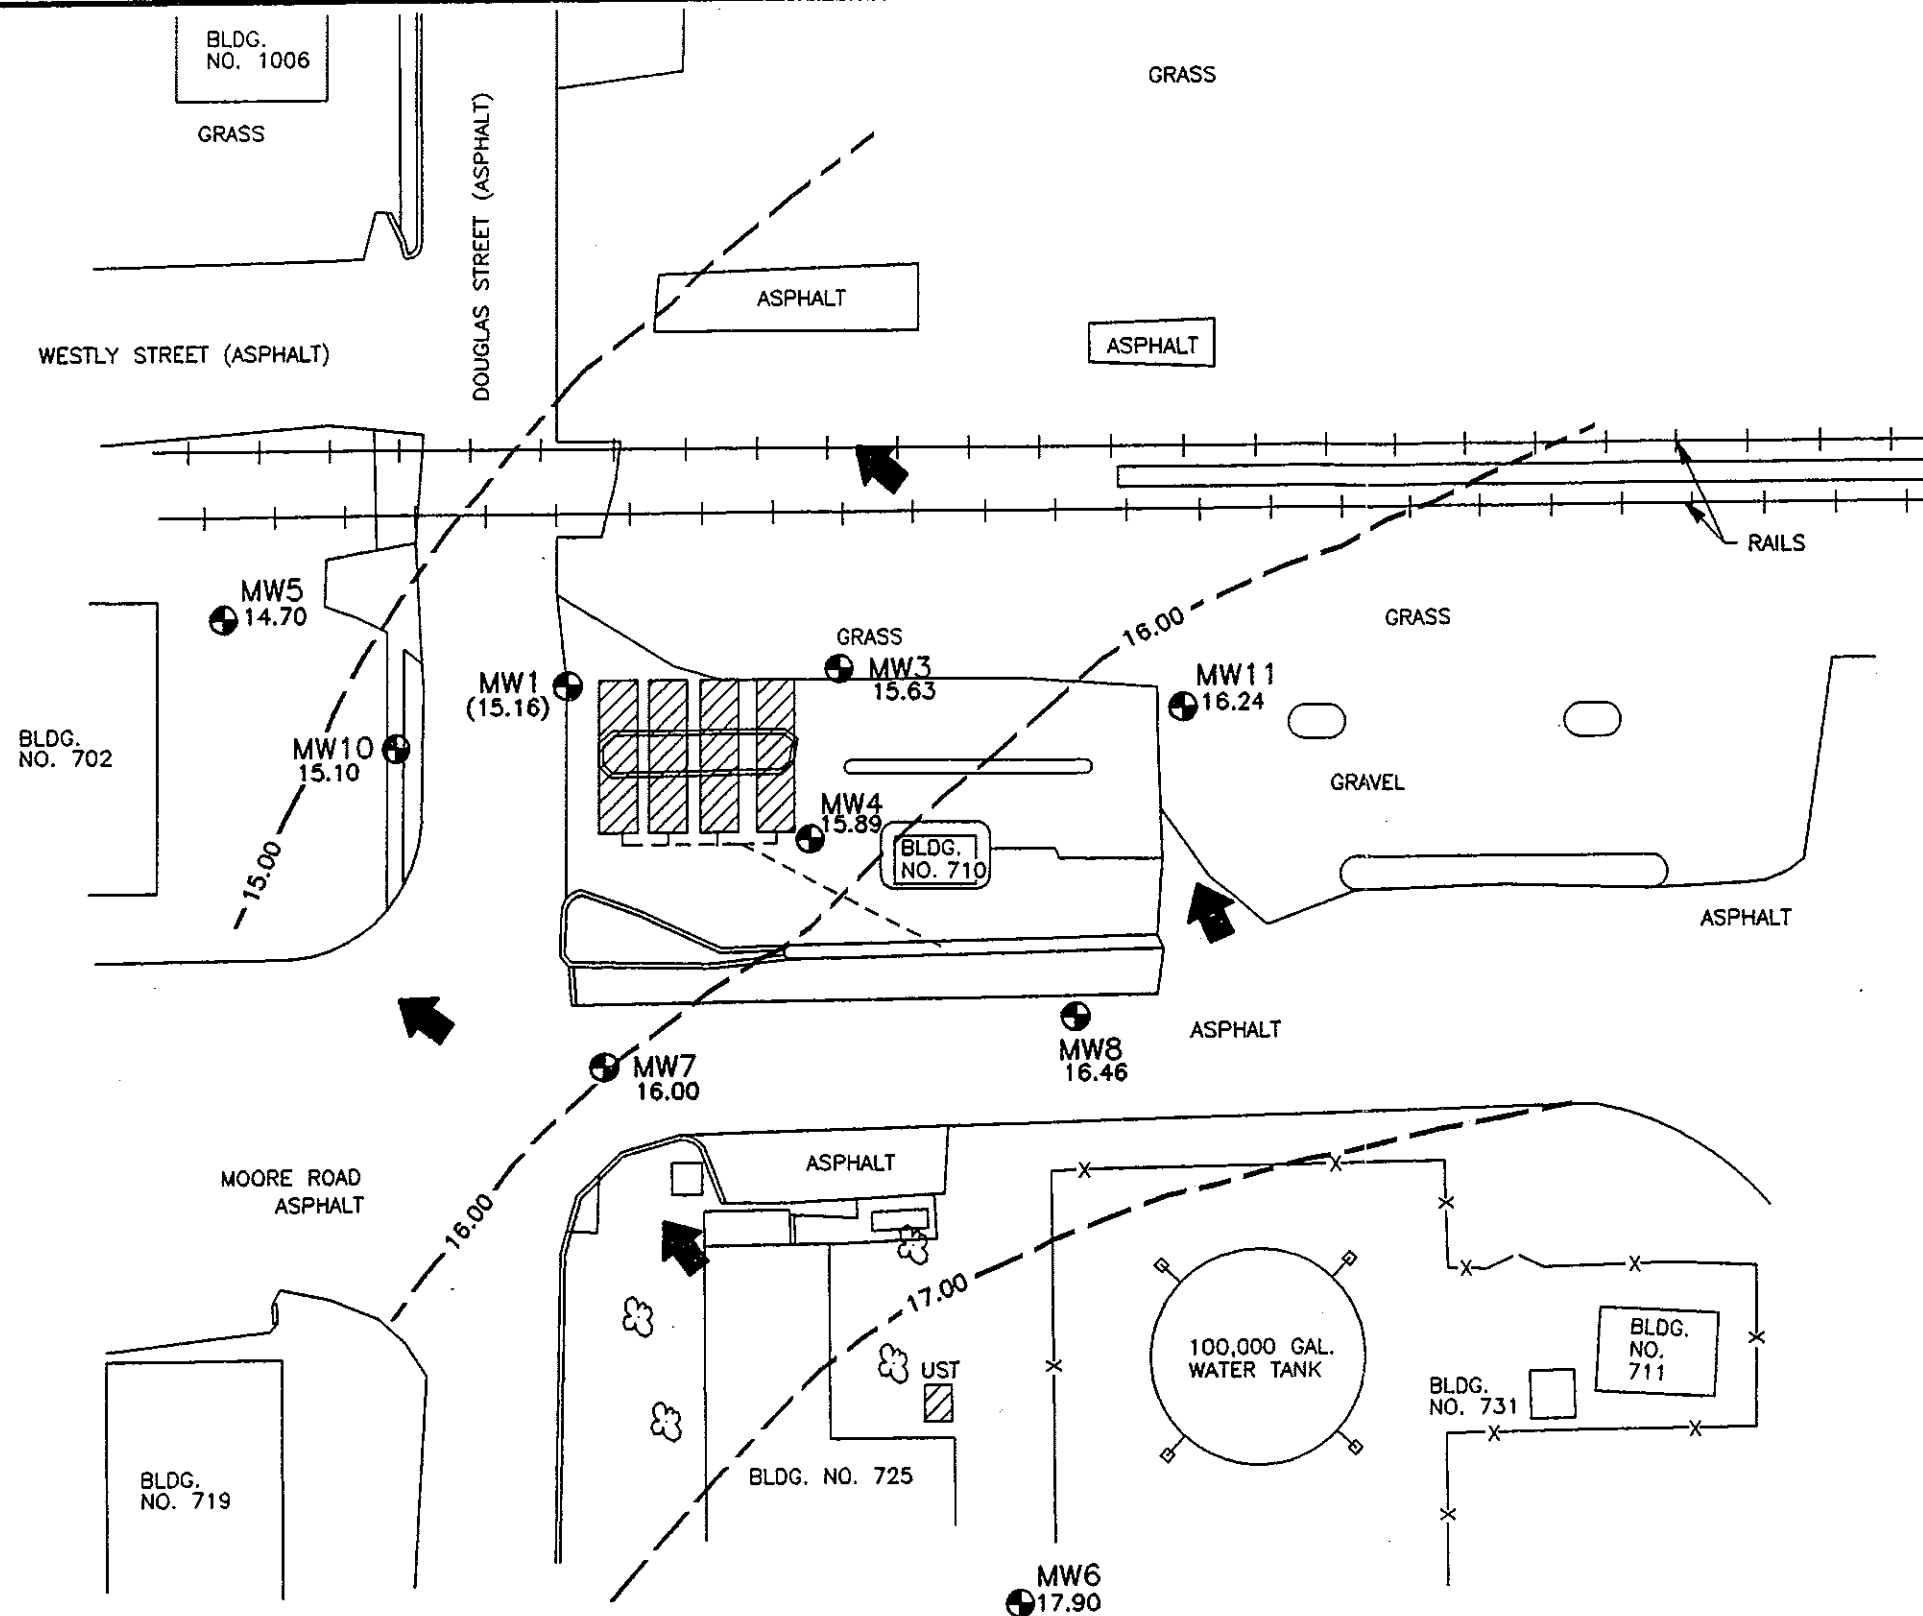 BLDG.
NO. 1006
GRASS
GRASS
DOUGLAS STREET (ASPHALT)
ASPHALT
ASPHALT
WESTLY STREET (ASPHALT)
RAILS
MW5
14.70
16.00
GRASS
GRASS
MW1
(15.16)
MW3
15.63
MW11
16.24
BLDG.
NO. 702
MW10
15.10
GRAVEL
MW4
15.89
BLDG.
NO. 710
15.00
ASPHALT
ASPHALT
MW8
16.46
MW7
16.00
MOORE ROAD
ASPHALT
ASPHALT
16.00
17.00
100,000 GAL.
WATER TANK
UST
BLDG.
NO.
711
BLDG.
NO. 731
BLDG.
NO. 719
BLDG. NO. 725
MW6
17.90